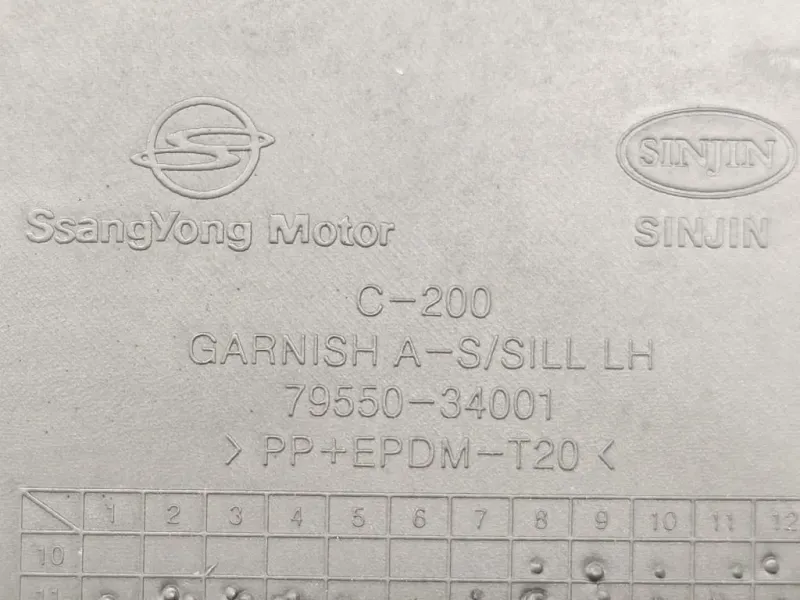 SINJIN
SsangYong Motor
SINJIN
C-200
GARNISH A-S/SILL LH
79550-34001
> PP+EPDM-T20 <
1 2 3 4 5 6 7 8 9 10 11 12
10
11